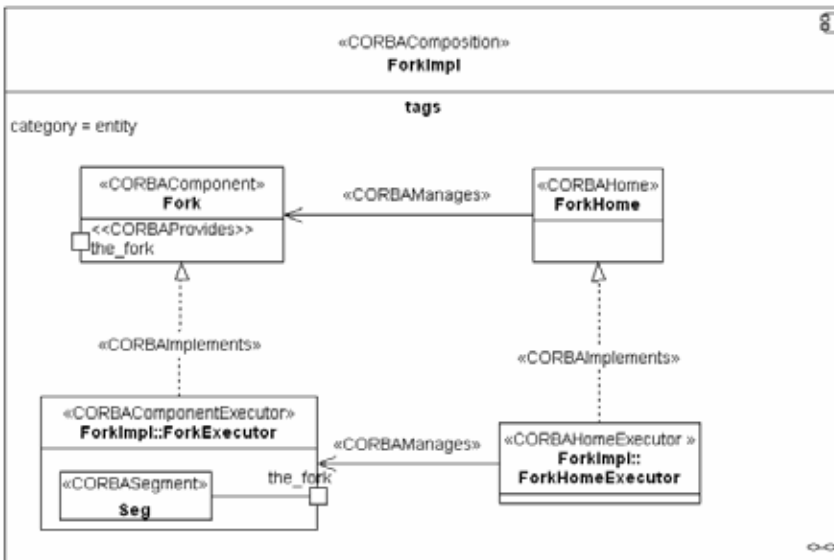 «CORBAComposition»
ForkImpl
tags
category = entity
«CORBAComponent»
Fork
<<CORBAProvides>>
the_fork
«CORBAManages»
«CORBAHome»
ForkHome
«CORBAImplements»
«CORBAImplements»
«CORBAComponentExecutor»
ForkImpl::ForkExecutor
«CORBASegment»
Seg
the_fork
«CORBAManages»
«CORBAHomeExecutor »
ForkImpl::
ForkHomeExecutor